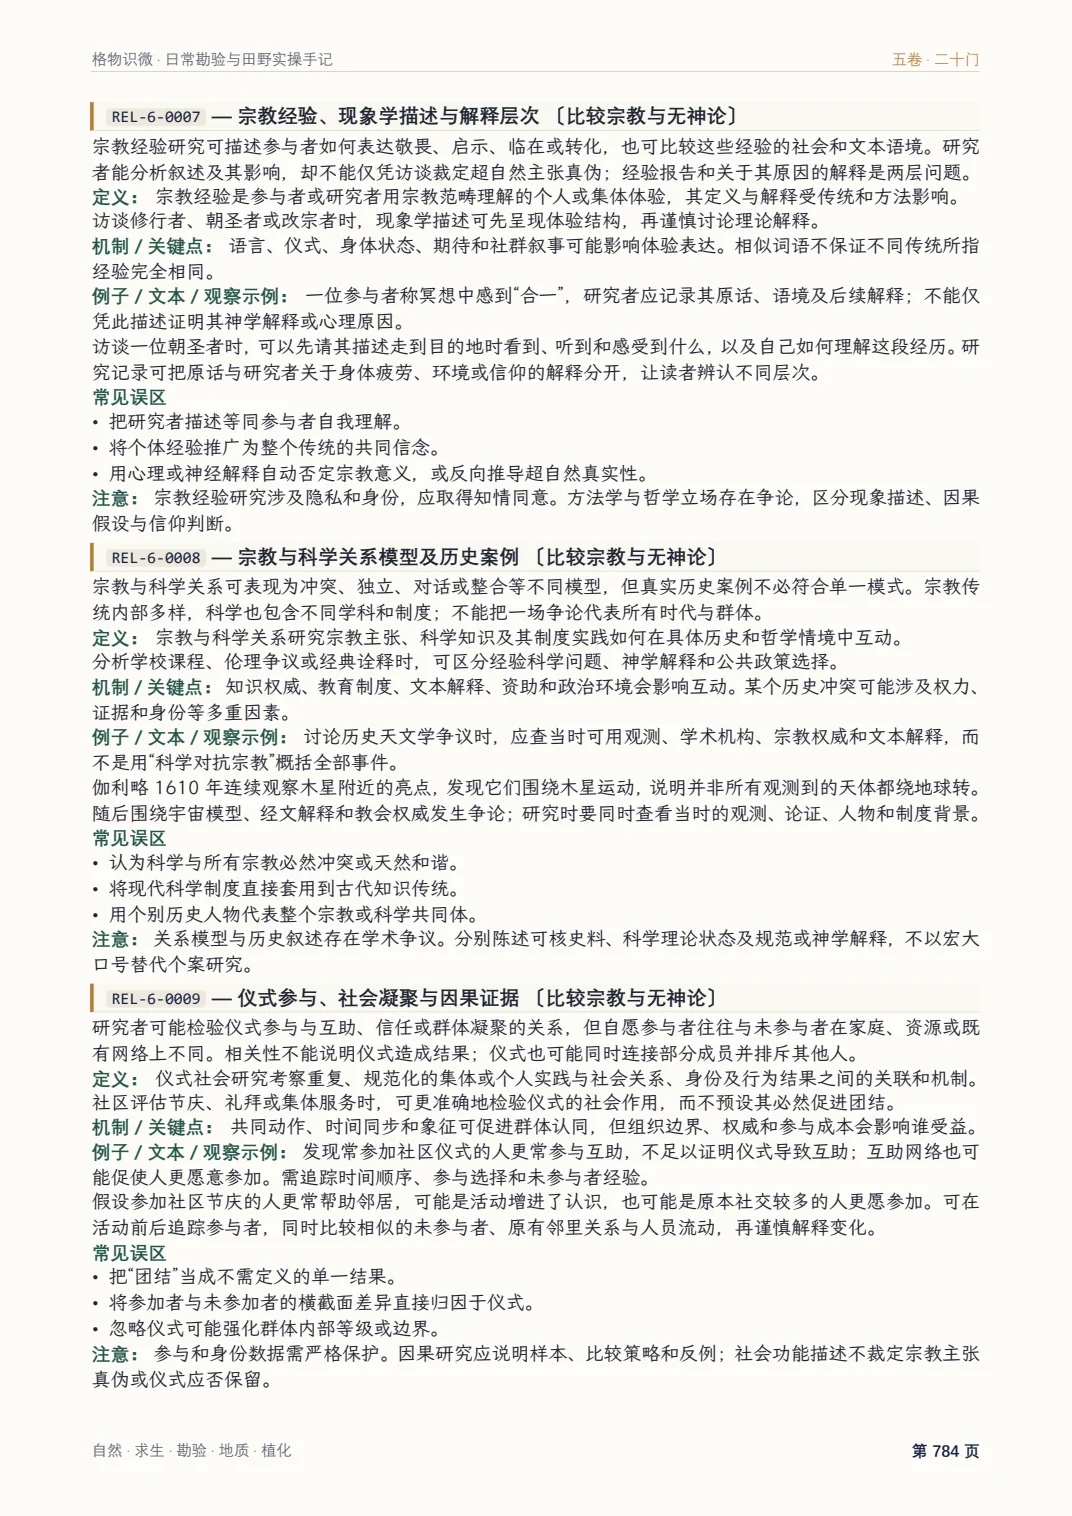 格物识微 · 日常勘验与田野实操手记
五卷 · 二十门
REL-6-0007 — 宗教经验、现象学描述与解释层次 〔比较宗教与无神论〕
宗教经验研究可描述参与者如何表达敬畏、启示、临在或转化，也可比较这些经验的社会和文本语境。研究
者能分析叙述及其影响，却不能仅凭访谈裁定超自然主张真伪；经验报告和关于其原因的解释是两层问题。
定义： 宗教经验是参与者或研究者用宗教范畴理解的个人或集体体验，其定义与解释受传统和方法影响。
访谈修行者、朝圣者或改宗者时，现象学描述可先呈现体验结构，再谨慎讨论理论解释。
机制 / 关键点： 语言、仪式、身体状态、期待和社群叙事可能影响体验表达。相似词语不保证不同传统所指
经验完全相同。
例子 / 文本 / 观察示例： 一位参与者称冥想中感到“合一”，研究者应记录其原话、语境及后续解释；不能仅
凭此描述证明其神学解释或心理原因。
访谈一位朝圣者时，可以先请其描述走到目的地时看到、听到和感受到什么，以及自己如何理解这段经历。研
究记录可把原话与研究者关于身体疲劳、环境或信仰的解释分开，让读者辨认不同层次。
常见误区
• 把研究者描述等同参与者自我理解。
• 将个体经验推广为整个传统的共同信念。
• 用心理或神经解释自动否定宗教意义，或反向推导超自然真实性。
注意： 宗教经验研究涉及隐私和身份，应取得知情同意。方法学与哲学立场存在争论，区分现象描述、因果
假设与信仰判断。
REL-6-0008 — 宗教与科学关系模型及历史案例 〔比较宗教与无神论〕
宗教与科学关系可表现为冲突、独立、对话或整合等不同模型，但真实历史案例不必符合单一模式。宗教传
统内部多样，科学也包含不同学科和制度；不能把一场争论代表所有时代与群体。
定义： 宗教与科学关系研究宗教主张、科学知识及其制度实践如何在具体历史和哲学情境中互动。
分析学校课程、伦理争议或经典诠释时，可区分经验科学问题、神学解释和公共政策选择。
机制 / 关键点： 知识权威、教育制度、文本解释、资助和政治环境会影响互动。某个历史冲突可能涉及权力、
证据和身份等多重因素。
例子 / 文本 / 观察示例： 讨论历史天文学争议时，应查当时可用观测、学术机构、宗教权威和文本解释，而
不是用“科学对抗宗教”概括全部事件。
伽利略 1610 年连续观察木星附近的亮点，发现它们围绕木星运动，说明并非所有观测到的天体都绕地球转。
随后围绕宇宙模型、经文解释和教会权威发生争论；研究时要同时查看当时的观测、论证、人物和制度背景。
常见误区
• 认为科学与所有宗教必然冲突或天然和谐。
• 将现代科学制度直接套用到古代知识传统。
• 用个别历史人物代表整个宗教或科学共同体。
注意： 关系模型与历史叙述存在学术争议。分别陈述可核史料、科学理论状态及规范或神学解释，不以宏大
口号替代个案研究。
REL-6-0009 — 仪式参与、社会凝聚与因果证据 〔比较宗教与无神论〕
研究者可能检验仪式参与与互助、信任或群体凝聚的关系，但自愿参与者往往与未参与者在家庭、资源或既
有网络上不同。相关性不能说明仪式造成结果；仪式也可能同时连接部分成员并排斥其他人。
定义： 仪式社会研究考察重复、规范化的集体或个人实践与社会关系、身份及行为结果之间的关联和机制。
社区评估节庆、礼拜或集体服务时，可更准确地检验仪式的社会作用，而不预设其必然促进团结。
机制 / 关键点： 共同动作、时间同步和象征可促进群体认同，但组织边界、权威和参与成本会影响谁受益。
例子 / 文本 / 观察示例： 发现常参加社区仪式的人更常参与互助，不足以证明仪式导致互助；互助网络也可
能促使人更愿意参加。需追踪时间顺序、参与选择和未参与者经验。
假设参加社区节庆的人更常帮助邻居，可能是活动增进了认识，也可能是原本社交较多的人更愿参加。可在
活动前后追踪参与者，同时比较相似的未参与者、原有邻里关系与人员流动，再谨慎解释变化。
常见误区
• 把“团结”当成不需定义的单一结果。
• 将参加者与未参加者的横截面差异直接归因于仪式。
• 忽略仪式可能强化群体内部等级或边界。
注意： 参与和身份数据需严格保护。因果研究应说明样本、比较策略和反例；社会功能描述不裁定宗教主张
真伪或仪式应否保留。
自然 · 求生 · 勘验 · 地质 · 植化
第 784 页